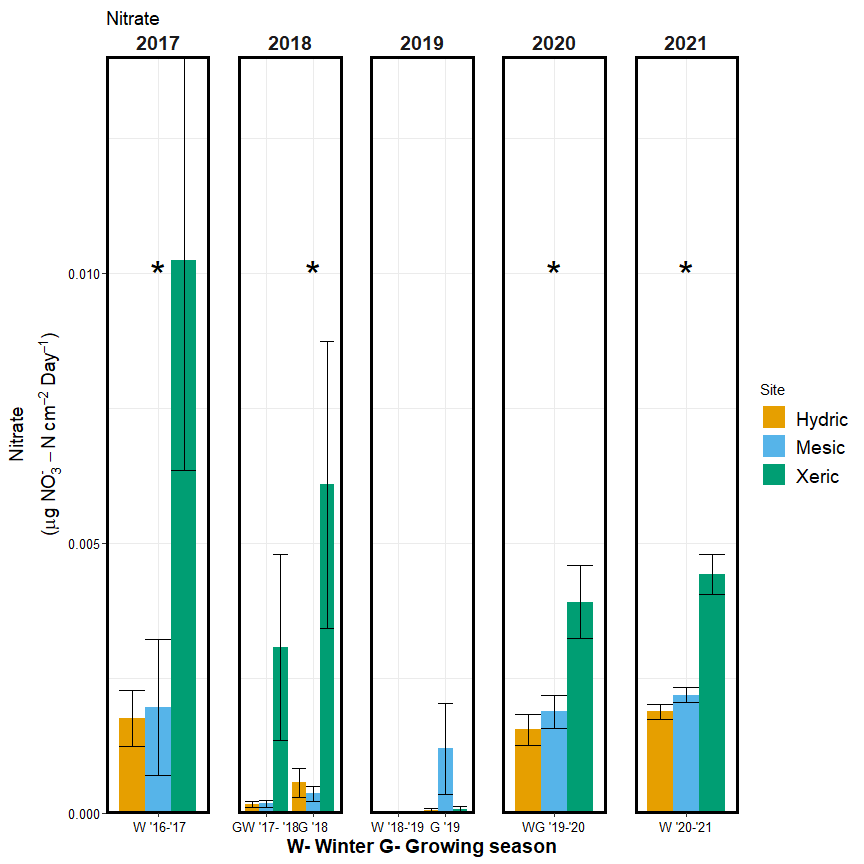 Nitrate
2017 2018 2019 2020 2021
* * * *
0.010
0.005
0.000
Nitrate
(μg NO₃⁻ − N cm⁻² Day⁻¹)
Site
Hydric
Mesic
Xeric
W '16-'17 GW '17- '18 G '18 W '18-'19 G '19 WG '19-'20 W '20-'21
W- Winter G- Growing season